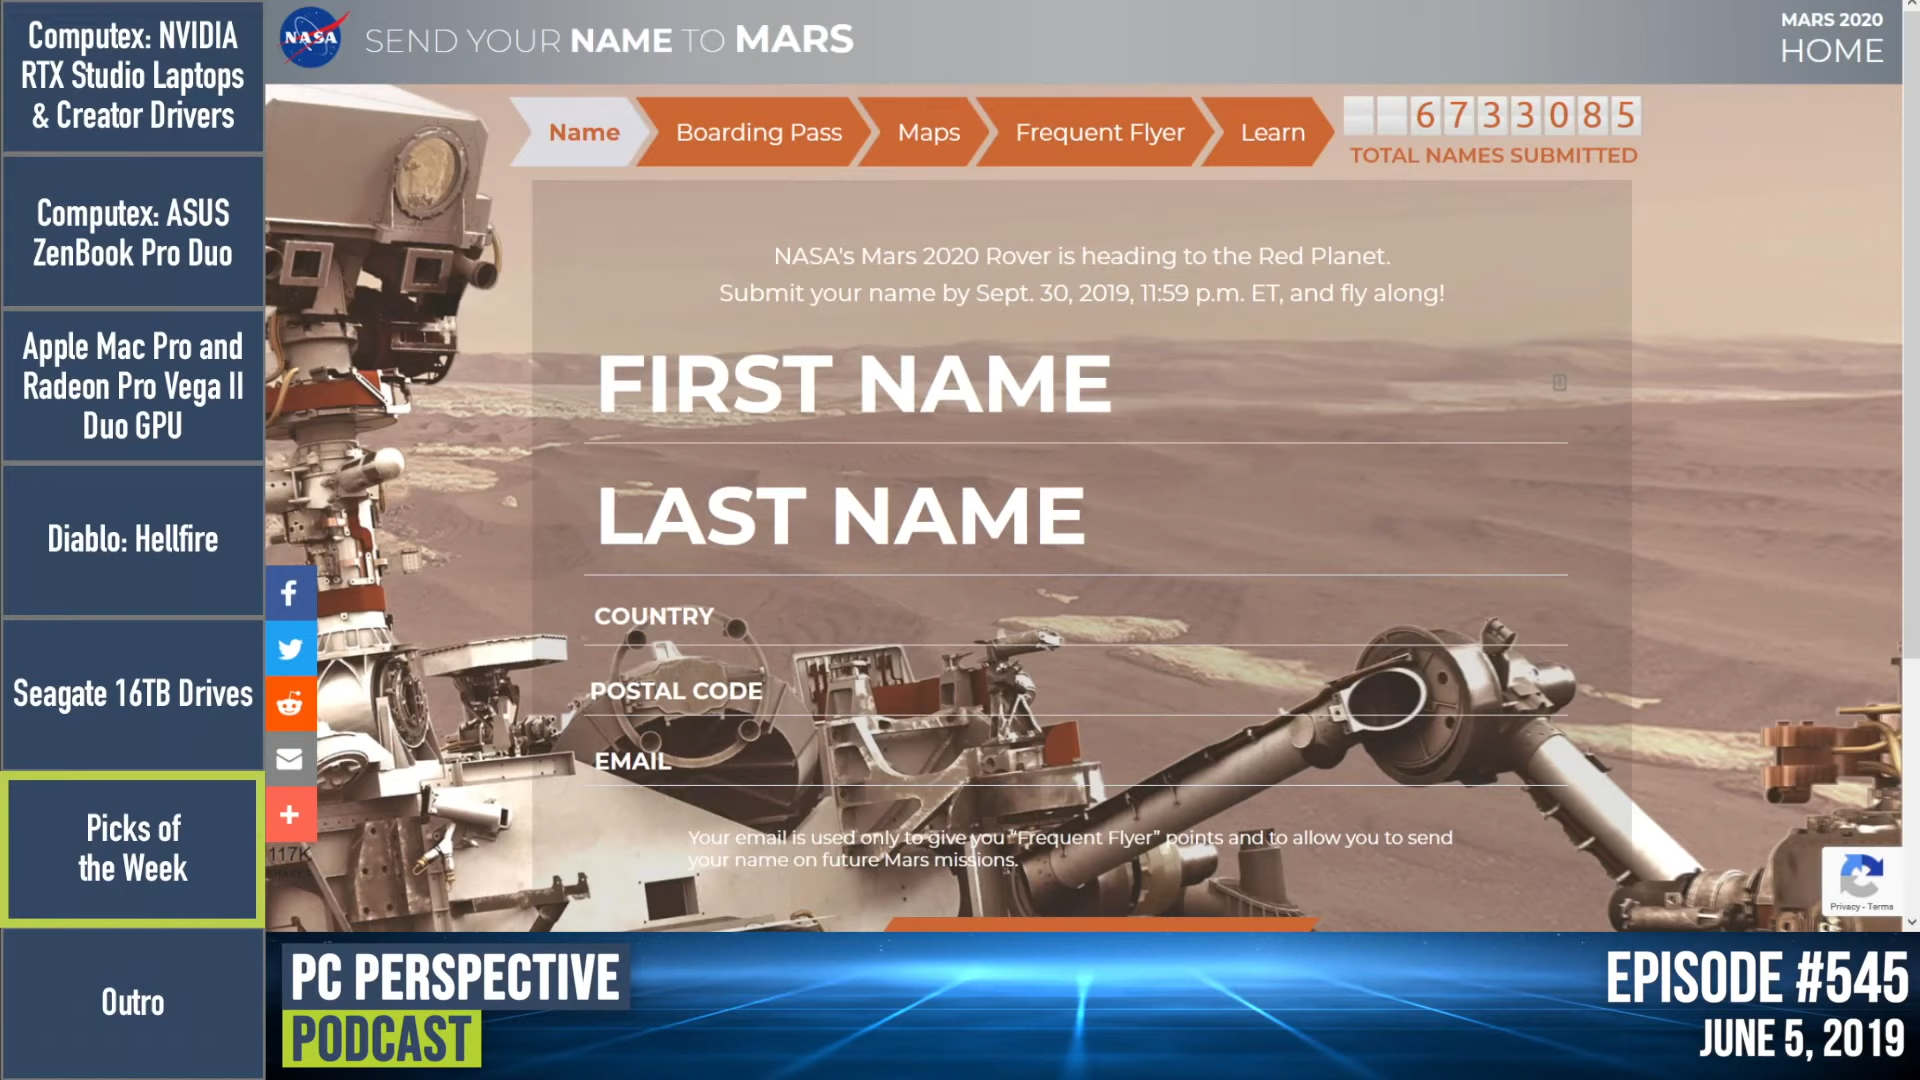 Computex: NVIDIA
RTX Studio Laptops
& Creator Drivers
Computex: ASUS
ZenBook Pro Duo
Apple Mac Pro and
Radeon Pro Vega II
Duo GPU
Diablo: Hellfire
Seagate 16TB Drives
Picks of
the Week
Outro
NASA
SEND YOUR NAME TO MARS
MARS 2020
HOME
Name
Boarding Pass
Maps
Frequent Flyer
Learn
6733085
TOTAL NAMES SUBMITTED
NASA's Mars 2020 Rover is heading to the Red Planet.
Submit your name by Sept. 30, 2019, 11:59 p.m. ET, and fly along!
FIRST NAME
LAST NAME
COUNTRY
POSTAL CODE
EMAIL
Your email is used only to give you "Frequent Flyer" points and to allow you to send
your name on future Mars missions.
117K
Privacy - Terms
PC PERSPECTIVE
PODCAST
EPISODE #545
JUNE 5, 2019